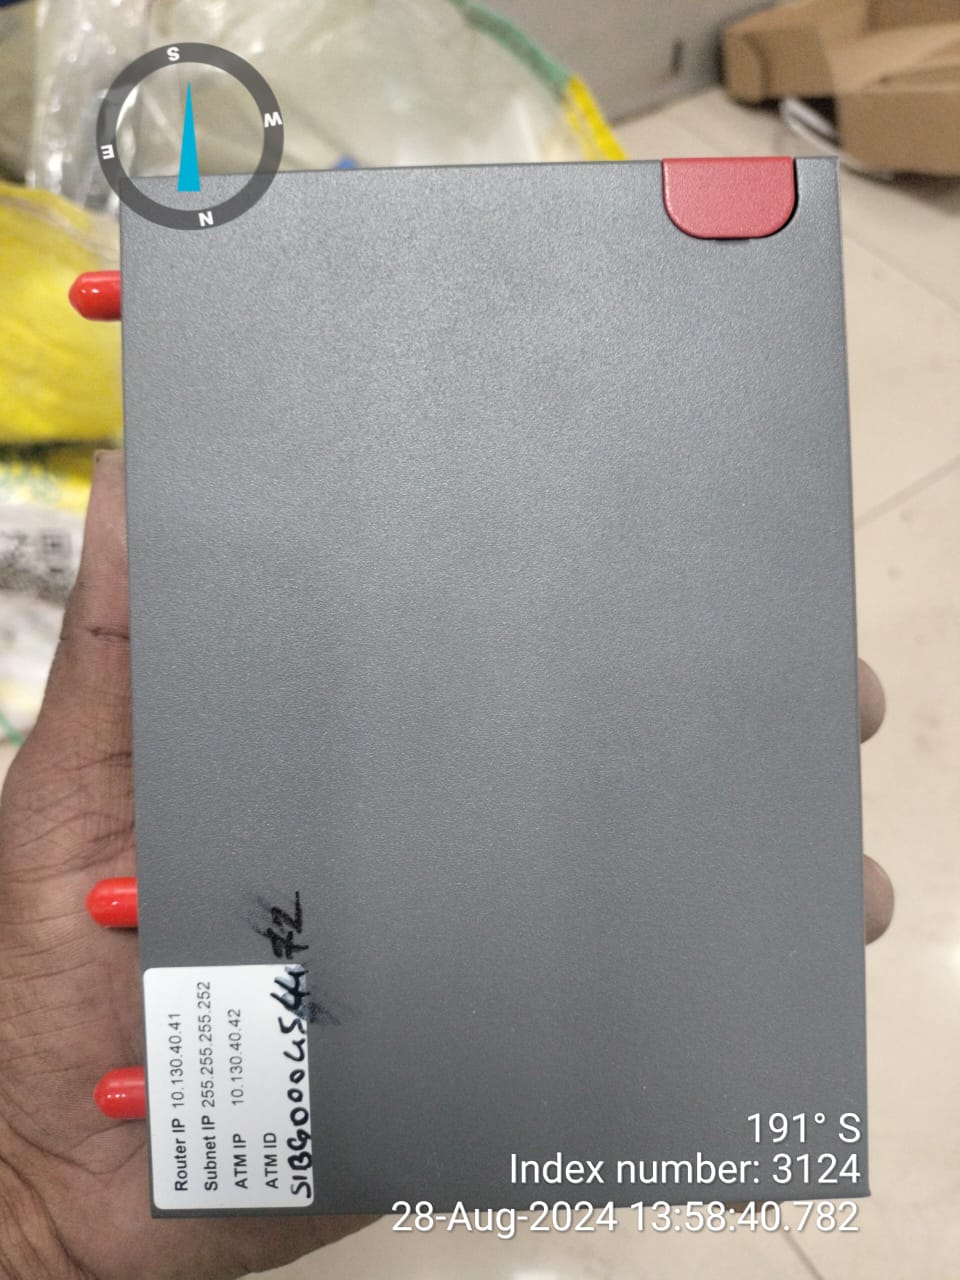 S
W
E
N
Router IP 10.130.40.41
Subnet IP 255.255.255.252
ATM IP 10.130.40.42
ATM ID
191° S
Index number: 3124
28-Aug-2024 13:58:40.782